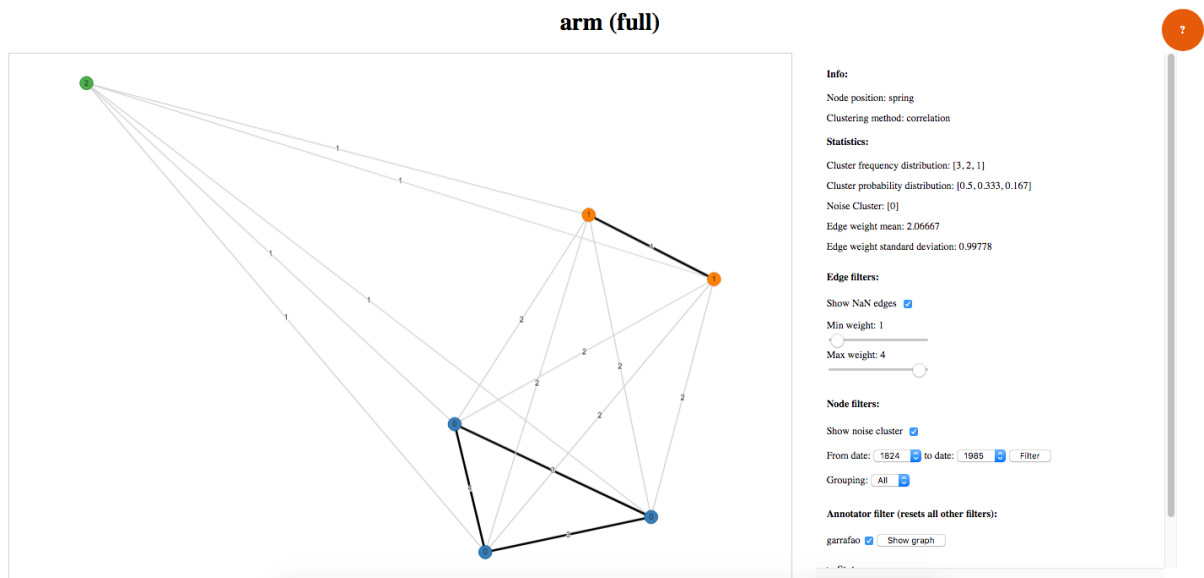 arm (full)
?
2
1
1
1
1
1
1
4
1
2
2
2
2
2
2
0
3
4
0
3
0
Info:
Node position: spring
Clustering method: correlation
Statistics:
Cluster frequency distribution: [3, 2, 1]
Cluster probability distribution: [0.5, 0.333, 0.167]
Noise Cluster: [0]
Edge weight mean: 2.06667
Edge weight standard deviation: 0.99778
Edge filters:
Show NaN edges
Min weight: 1
Max weight: 4
Node filters:
Show noise cluster
From date: 1824 to date: 1985 Filter
Grouping: All
Annotator filter (resets all other filters):
garrafao Show graph